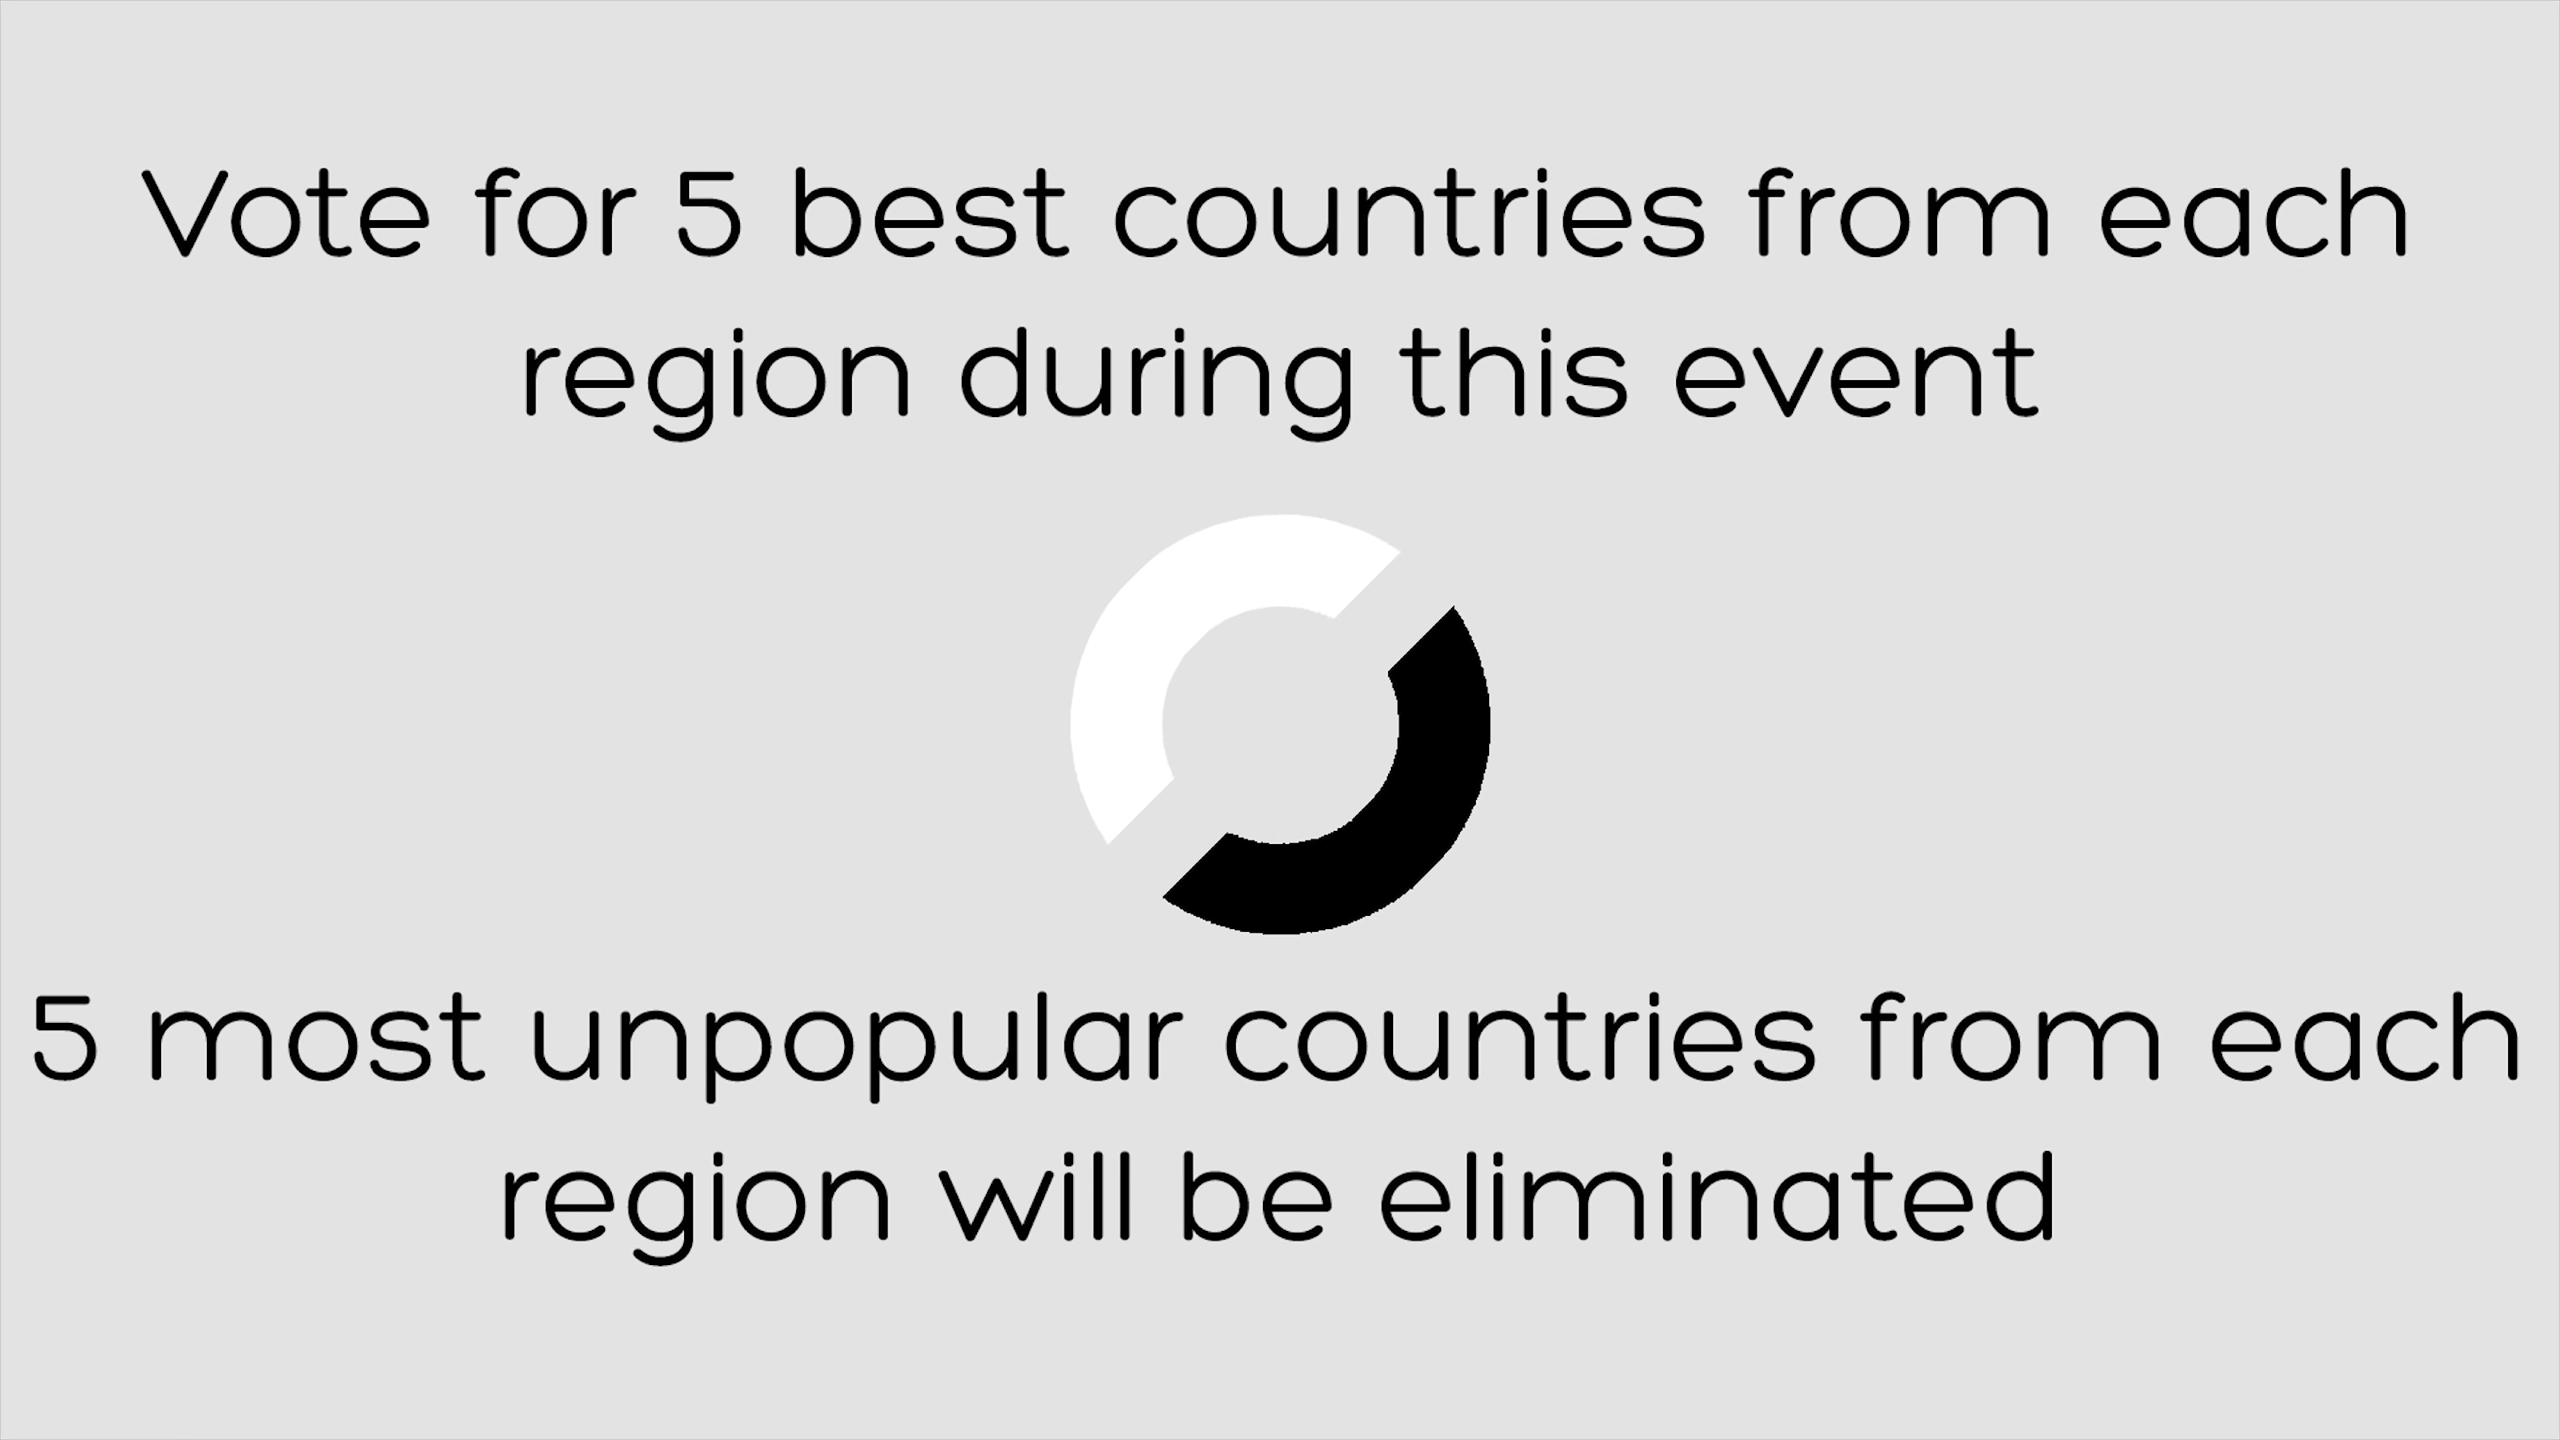 Vote for 5 best countries from each
region during this event
5 most unpopular countries from each
region will be eliminated